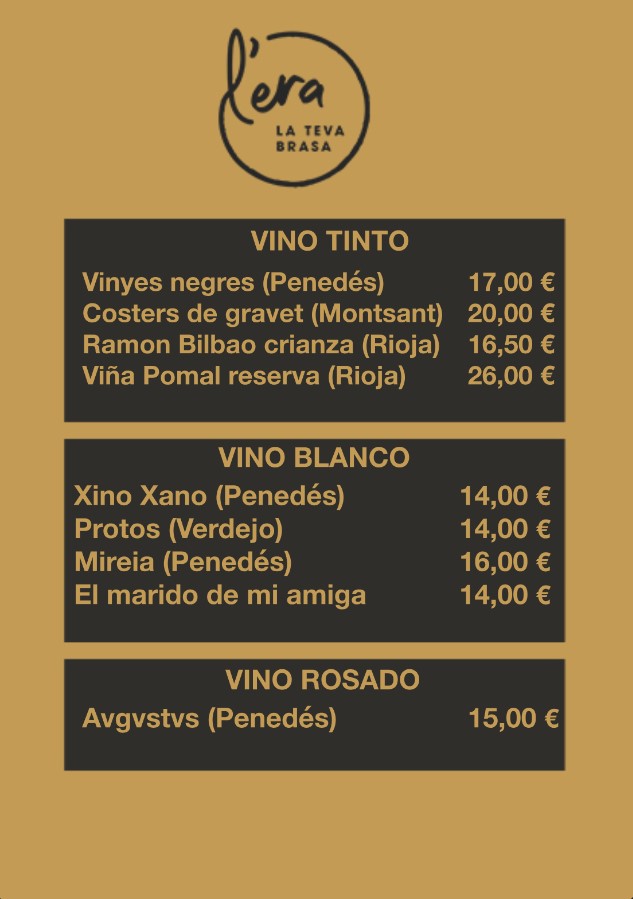 l'era
LA TEVA
BRASA
VINO TINTO
Vinyes negres (Penedés) 17,00 €
Costers de gravet (Montsant) 20,00 €
Ramon Bilbao crianza (Rioja) 16,50 €
Viña Pomal reserva (Rioja) 26,00 €
VINO BLANCO
Xino Xano (Penedés) 14,00 €
Protos (Verdejo) 14,00 €
Mireia (Penedés) 16,00 €
El marido de mi amiga 14,00 €
VINO ROSADO
Avgvstvs (Penedés) 15,00 €